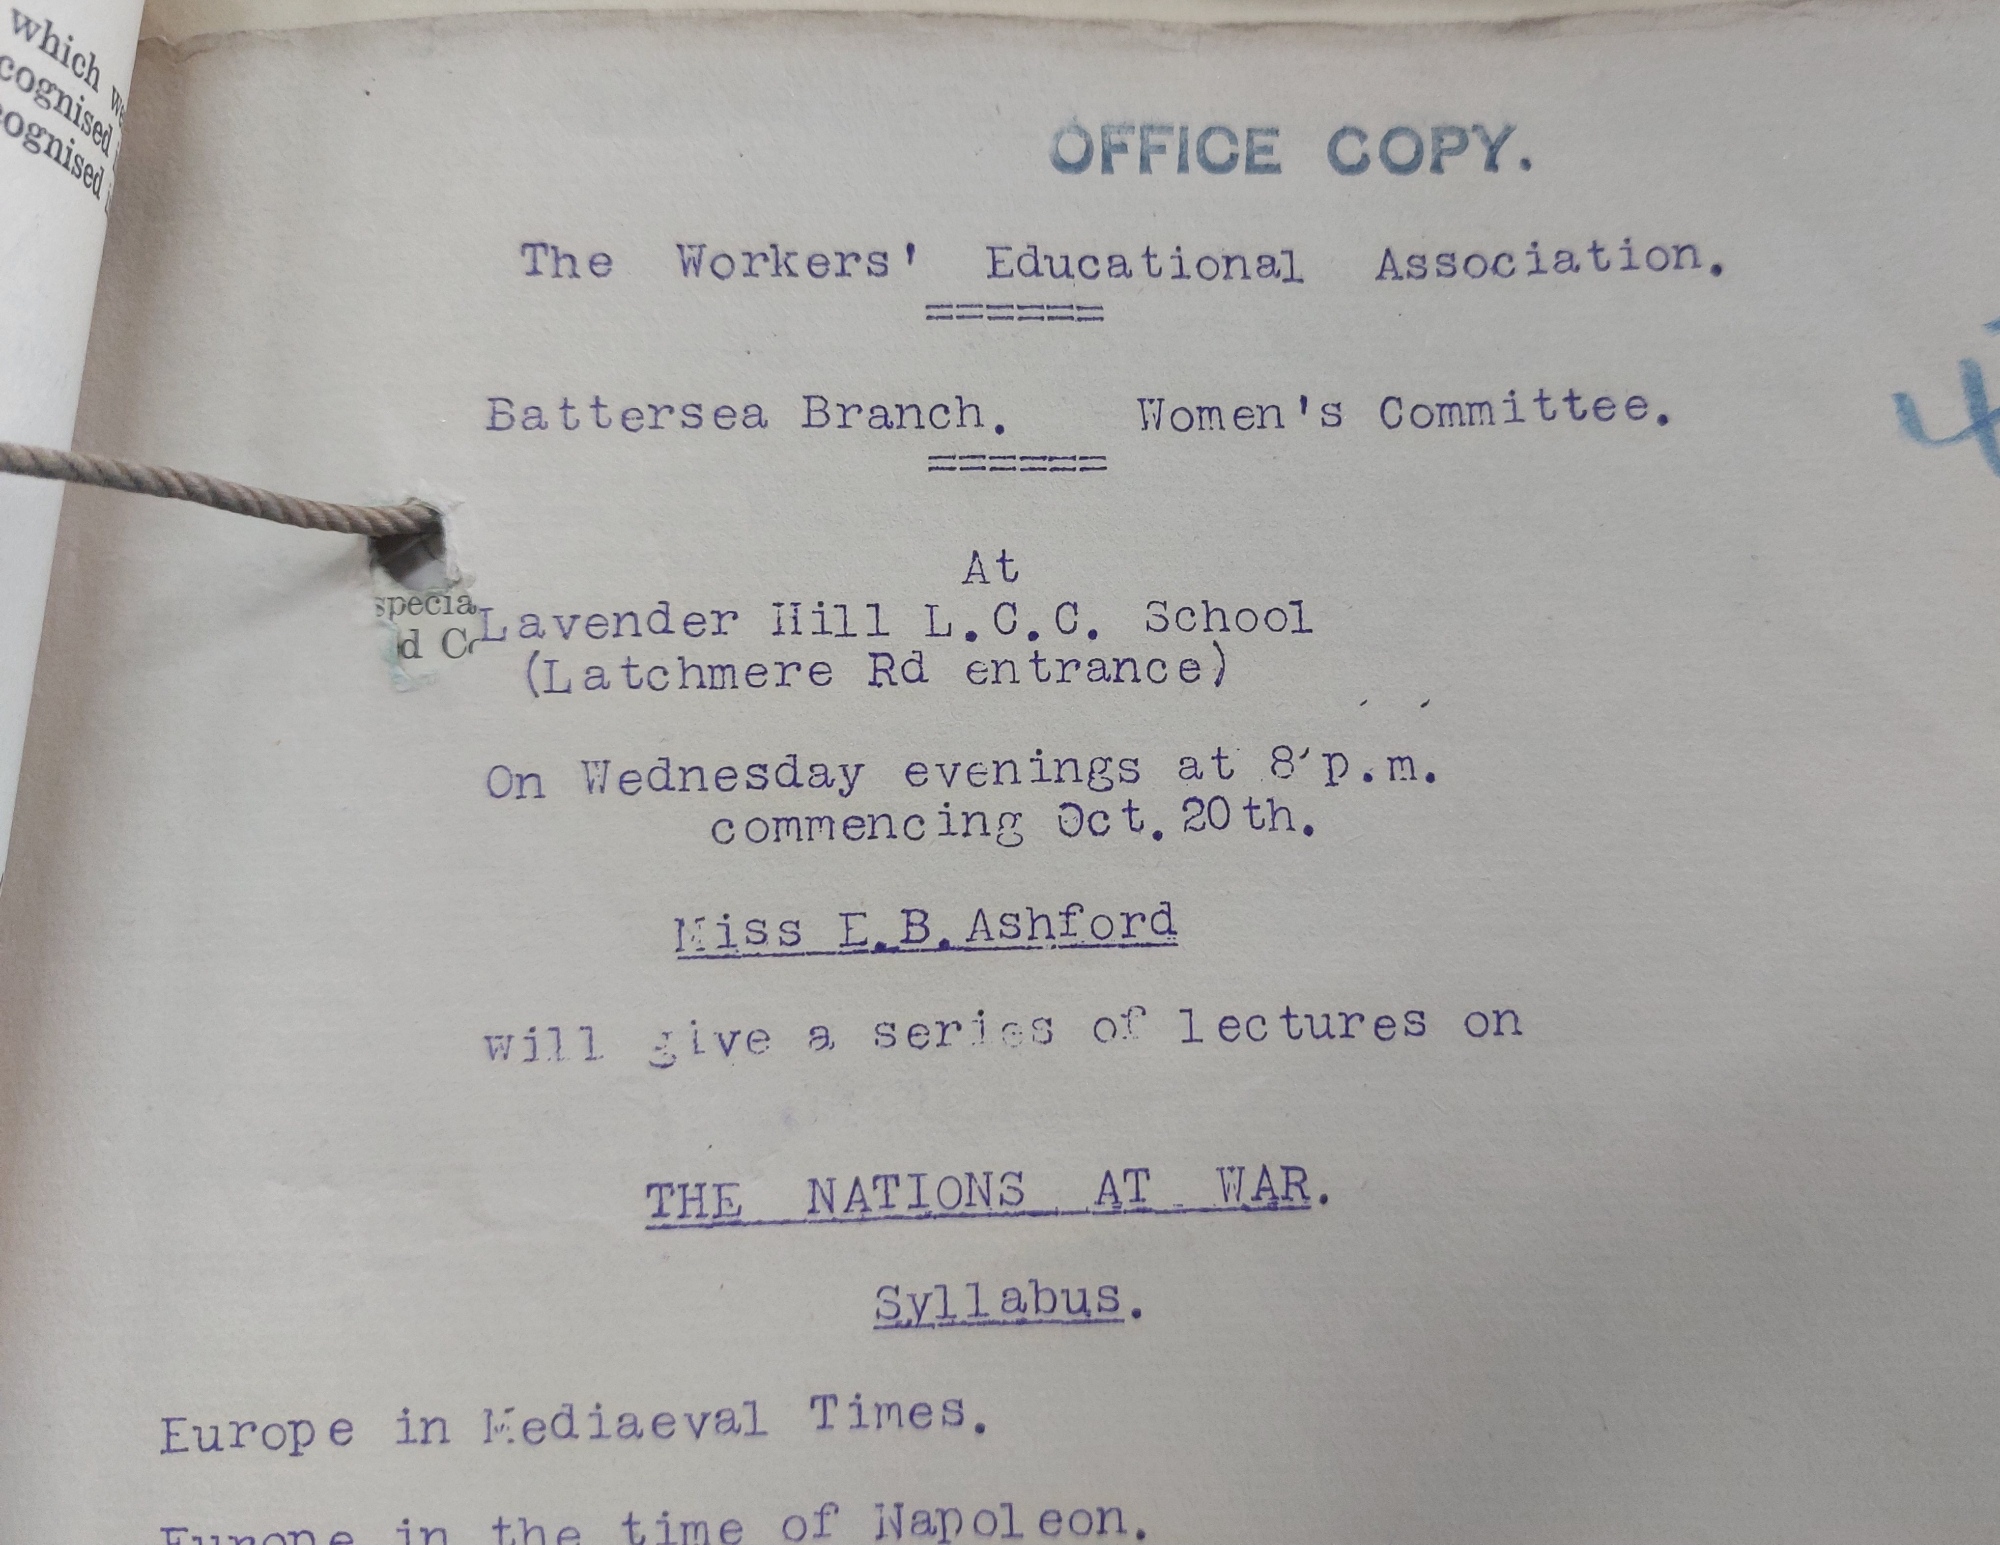 which
cognised
ognised
OFFICE COPY.
The Workers' Educational Association.
======
Battersea Branch. Women's Committee.
======
At
specia
Lavender Hill L.C.C. School
d C
(Latchmere Rd entrance)
On Wednesday evenings at 8 p.m.
commencing Oct. 20th.
Miss E.B. Ashford
will give a series of lectures on
THE NATIONS AT WAR.
Syllabus.
Europe in Mediaeval Times.
Europe in the time of Napoleon.